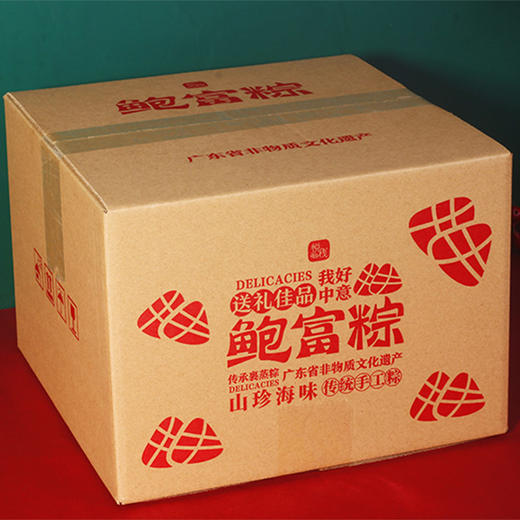 鲍富粽
广东省非物质文化遗产
DELICACIES 我好
送礼佳品 中意
鲍富粽
传承裹蒸粽 广东省非物质文化遗产
DELICACIES
山珍海味 传统手工粽